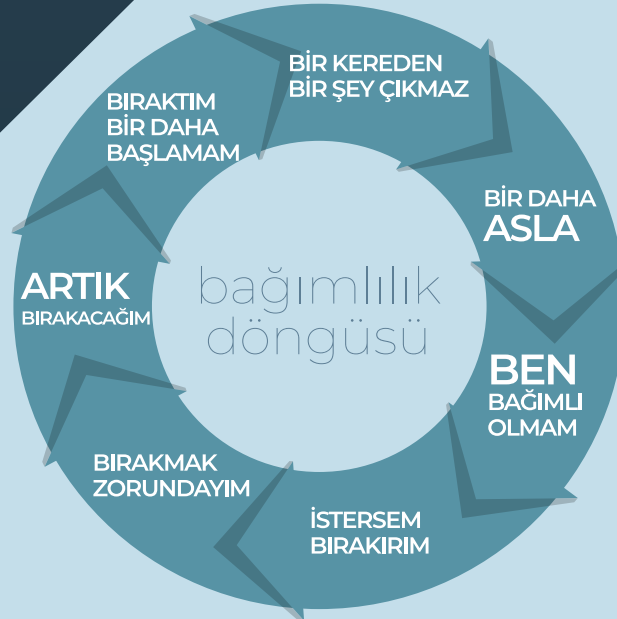 BİR KEREDEN
BİR ŞEY ÇIKMAZ
BİR DAHA
ASLA
BEN
BAĞIMLI
OLMAM
İSTERSEM
BIRAKIRIM
BIRAKMAK
ZORUNDAYIM
ARTIK
BIRAKACAĞIM
BIRAKTIM
BİR DAHA
BAŞLAMAM
bağımlılık
döngüsü